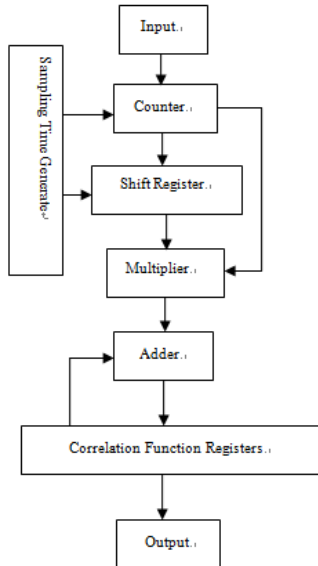 Input.
Sampling Time Generate
Counter.
Shift Register.
Multiplier.
Adder.
Correlation Function Registers.
Output.